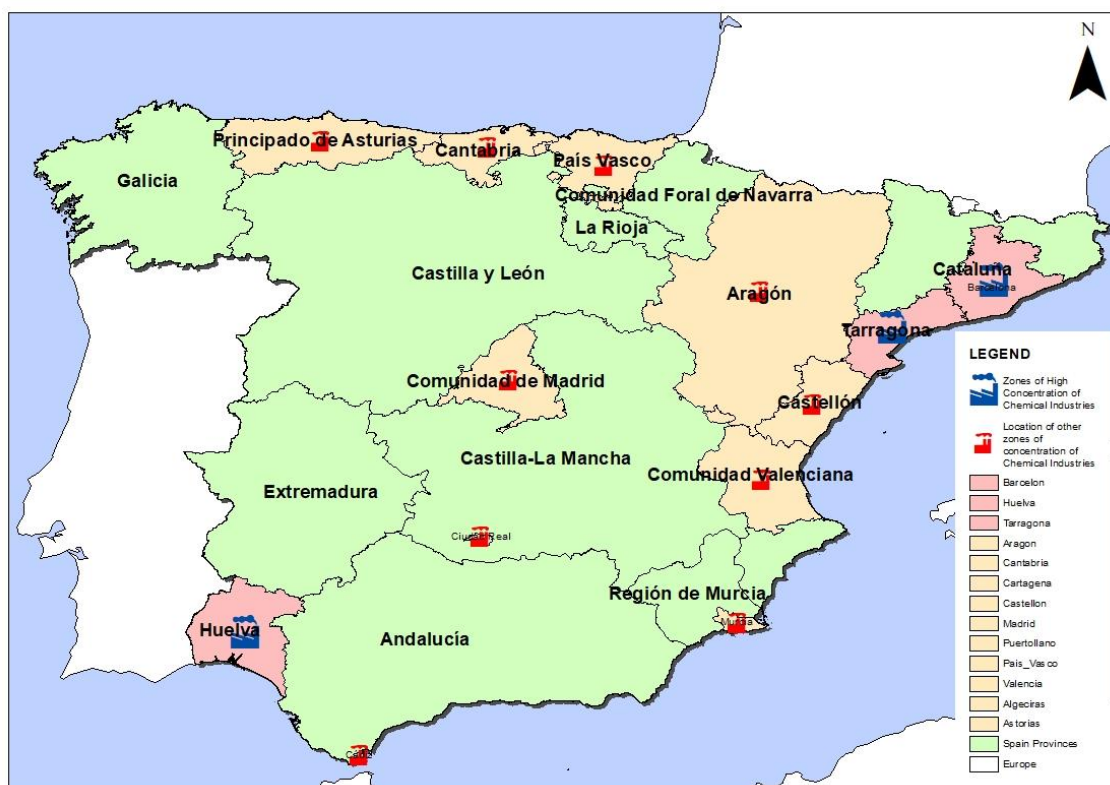 N
Principado de Asturias
Cantabria
País Vasco
Galicia
Comunidad Foral de Navarra
La Rioja
Castilla y León
Cataluña
Barcelona
Aragón
Tarragona
Comunidad de Madrid
Castellón
Castilla-La Mancha
Comunidad Valenciana
Extremadura
Ciudad Real
Región de Murcia
Murcia
Huelva
Andalucía
Cádiz
LEGEND
Zones of High
Concentration of
Chemical Industries
Location of other
zones of
concentration of
Chemical Industries
Barcelon
Huelva
Tarragona
Aragon
Cantabria
Cartagena
Castellon
Madrid
Puertollano
Pais_Vasco
Valencia
Algeciras
Astorias
Spain Provinces
Europe